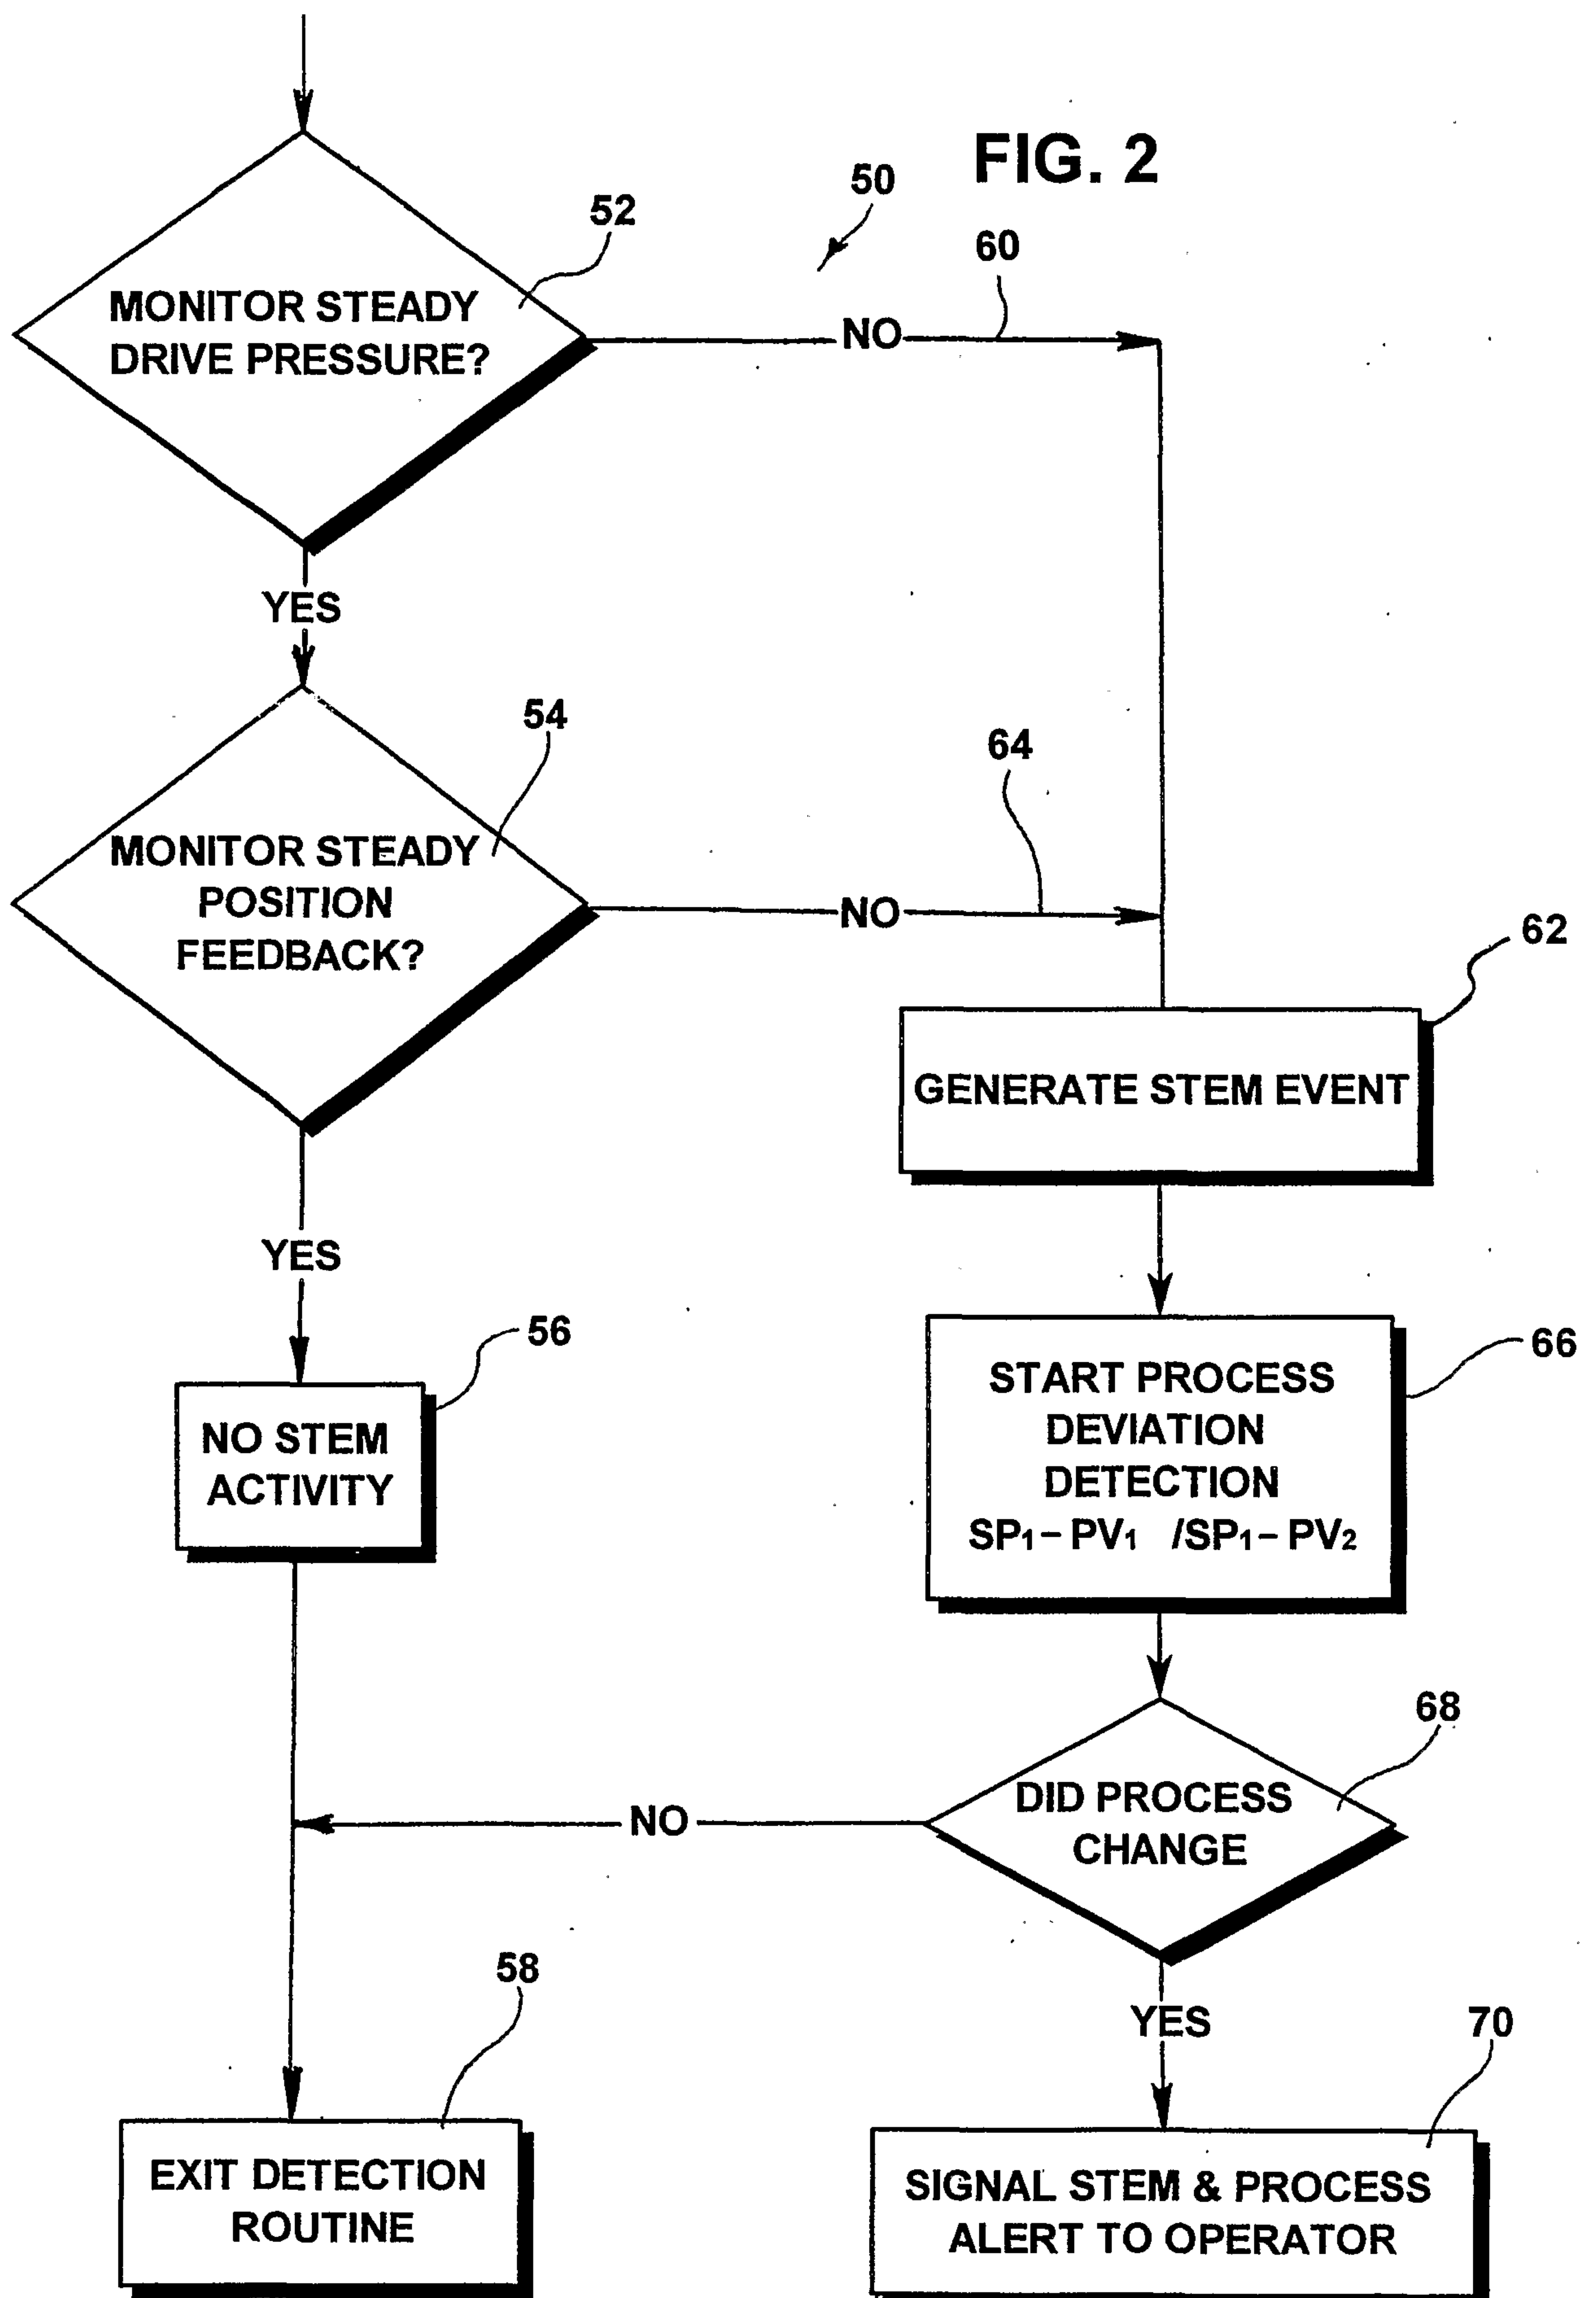 FIG. 2
50
52
60
MONITOR STEADY
DRIVE PRESSURE?
NO
YES
54
64
MONITOR STEADY
POSITION
FEEDBACK?
NO
62
GENERATE STEM EVENT
YES
56
66
NO STEM
ACTIVITY
START PROCESS
DEVIATION
DETECTION
SP₁ – PV₁ /SP₁ – PV₂
68
DID PROCESS
CHANGE
NO
58
YES
70
EXIT DETECTION
ROUTINE
SIGNAL STEM & PROCESS
ALERT TO OPERATOR